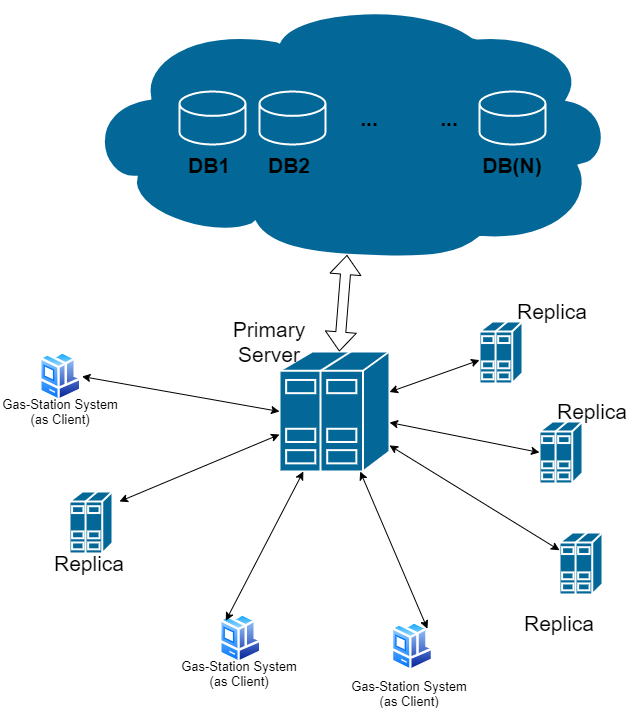 ... ...
DB1 DB2 DB(N)
Replica
Primary
Server
Gas-Station System
(as Client)
Replica
Replica
Replica
Gas-Station System
(as Client)
Gas-Station System
(as Client)